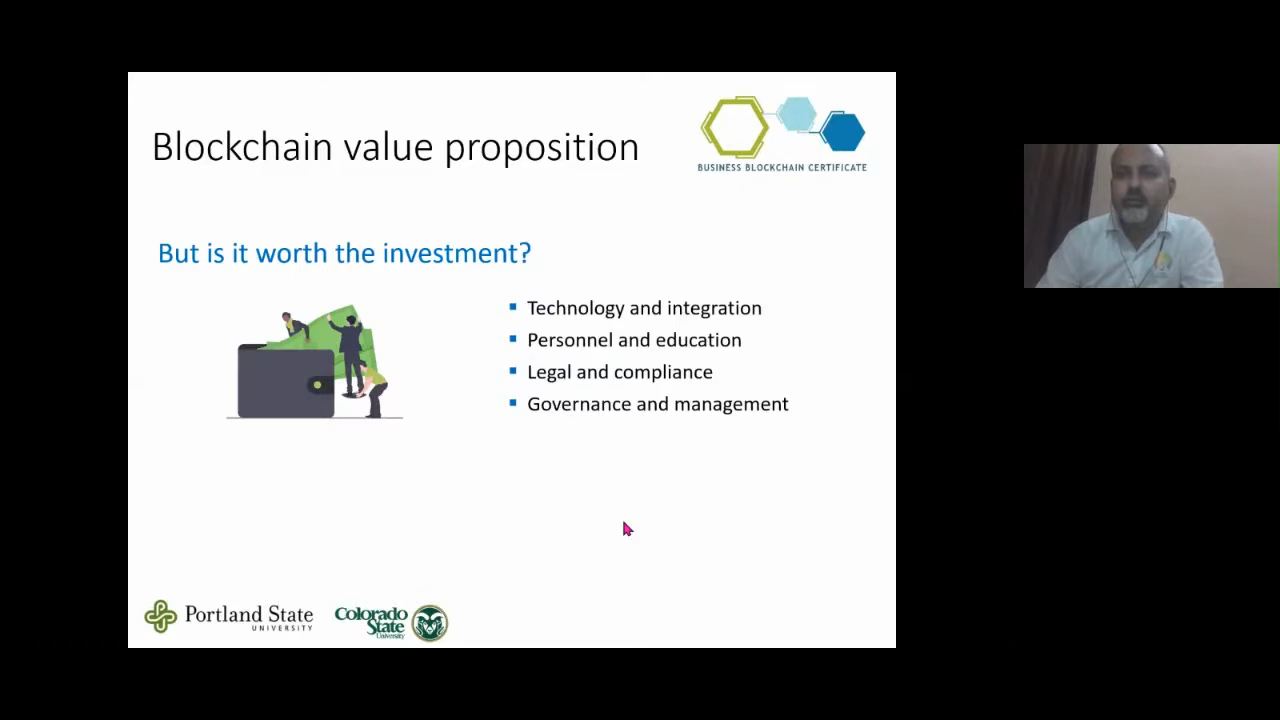 Blockchain value proposition
BUSINESS BLOCKCHAIN CERTIFICATE
But is it worth the investment?
Technology and integration
Personnel and education
Legal and compliance
Governance and management
Portland State
UNIVERSITY
Colorado
State
University